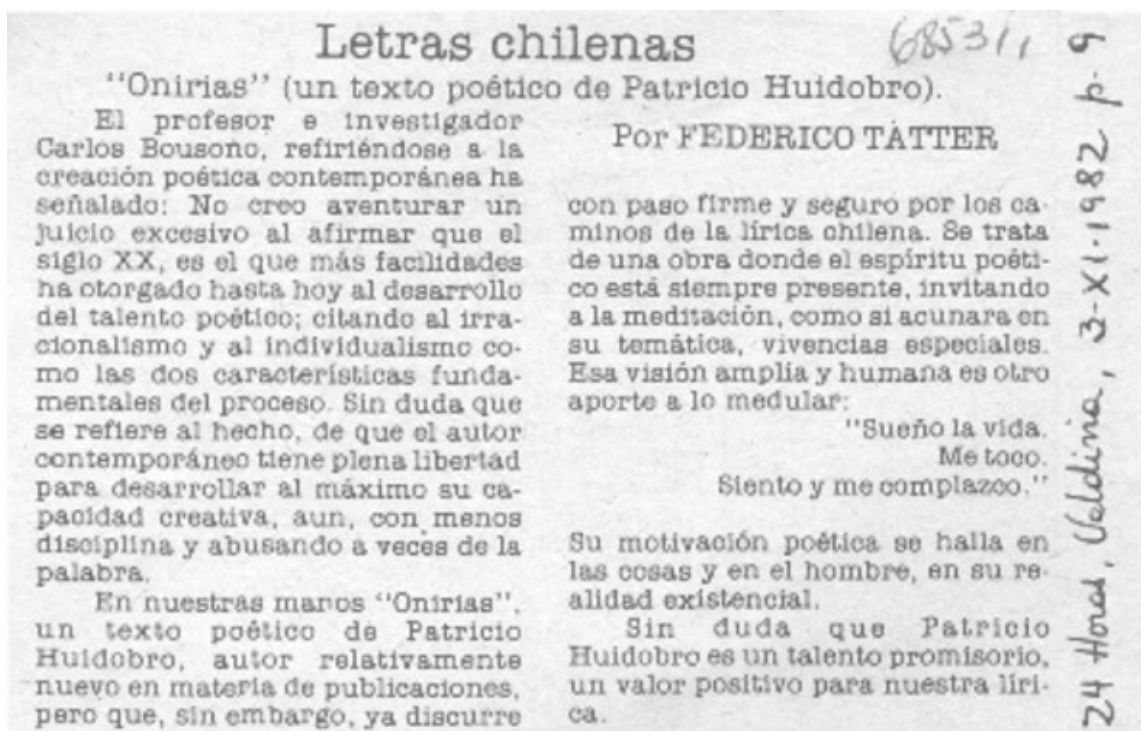 Letras chilenas
685311
"Onirias" (un texto poético de Patricio Huidobro).
Por FEDERICO TATTER
El profesor e investigador
Carlos Bousoño, refiriéndose a la
creación poética contemporánea ha
señalado: No creo aventurar un
juicio excesivo al afirmar que el
siglo XX, es el que más facilidades
ha otorgado hasta hoy al desarrollo
del talento poético; citando al irra-
cionalismo y al individualismo co-
mo las dos características funda-
mentales del proceso. Sin duda que
se refiere al hecho, de que el autor
contemporáneo tiene plena libertad
para desarrollar al máximo su ca-
pacidad creativa, aun, con menos
disciplina y abusando a veces de la
palabra.
En nuestras manos "Onirias",
un texto poético de Patricio
Huidobro, autor relativamente
nuevo en materia de publicaciones,
pero que, sin embargo, ya discurre
con paso firme y seguro por los ca-
minos de la lírica chilena. Se trata
de una obra donde el espíritu poéti-
co está siempre presente, invitando
a la meditación, como si acunara en
su temática, vivencias especiales.
Esa visión amplia y humana es otro
aporte a lo medular:
"Sueño la vida.
Me toco.
Siento y me complazco."
Su motivación poética se halla en
las cosas y en el hombre, en su re-
alidad existencial.
Sin duda que Patricio
Huidobro es un talento promisorio,
un valor positivo para nuestra líri-
ca.
24 Horas, Valdivia, 3-XI-1982 p. 9